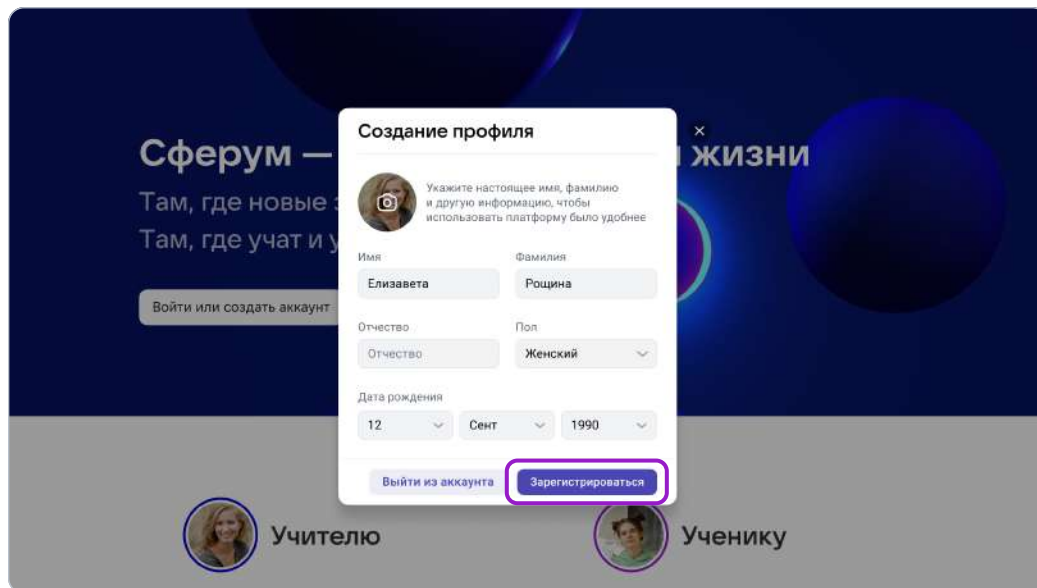 Создание профиля
Сферум —
жизни
Там, где новые
Там, где учат и
Войти или создать аккаунт
Укажите настоящее имя, фамилию
и другую информацию, чтобы
использовать платформу было удобнее
Имя
Фамилия
Елизавета
Рощина
Отчество
Пол
Отчество
Женский
Дата рождения
12
Сент
1990
Выйти из аккаунта
Зарегистрироваться
Учителю
Ученику